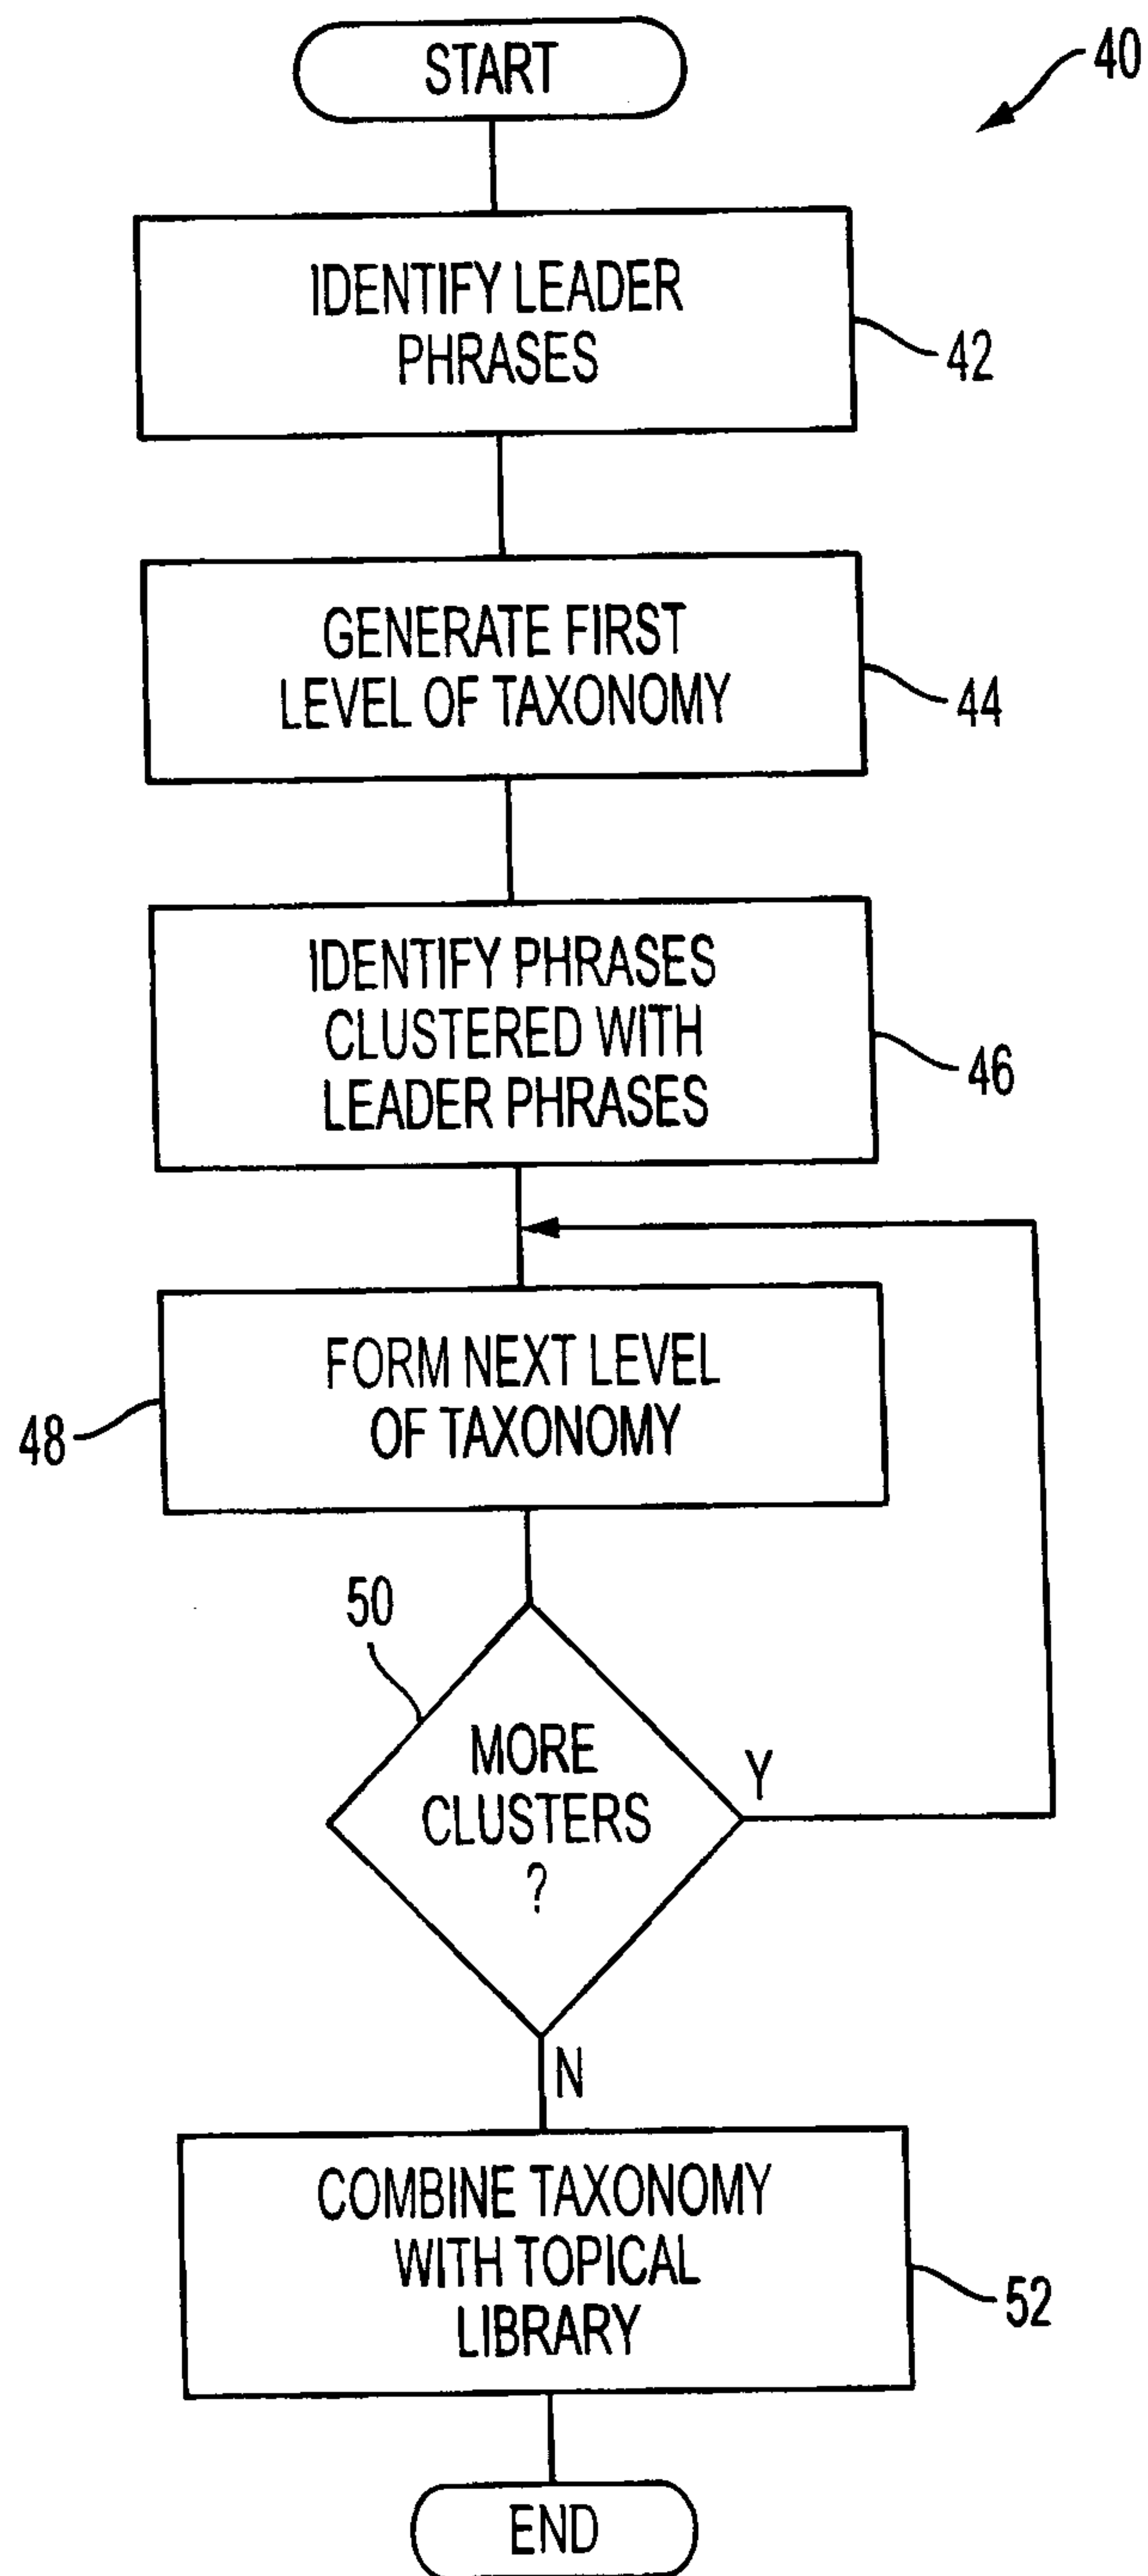 START
40
IDENTIFY LEADER
PHRASES
42
GENERATE FIRST
LEVEL OF TAXONOMY
44
IDENTIFY PHRASES
CLUSTERED WITH
LEADER PHRASES
46
FORM NEXT LEVEL
OF TAXONOMY
48
50
MORE
CLUSTERS
?
Y
N
COMBINE TAXONOMY
WITH TOPICAL
LIBRARY
52
END